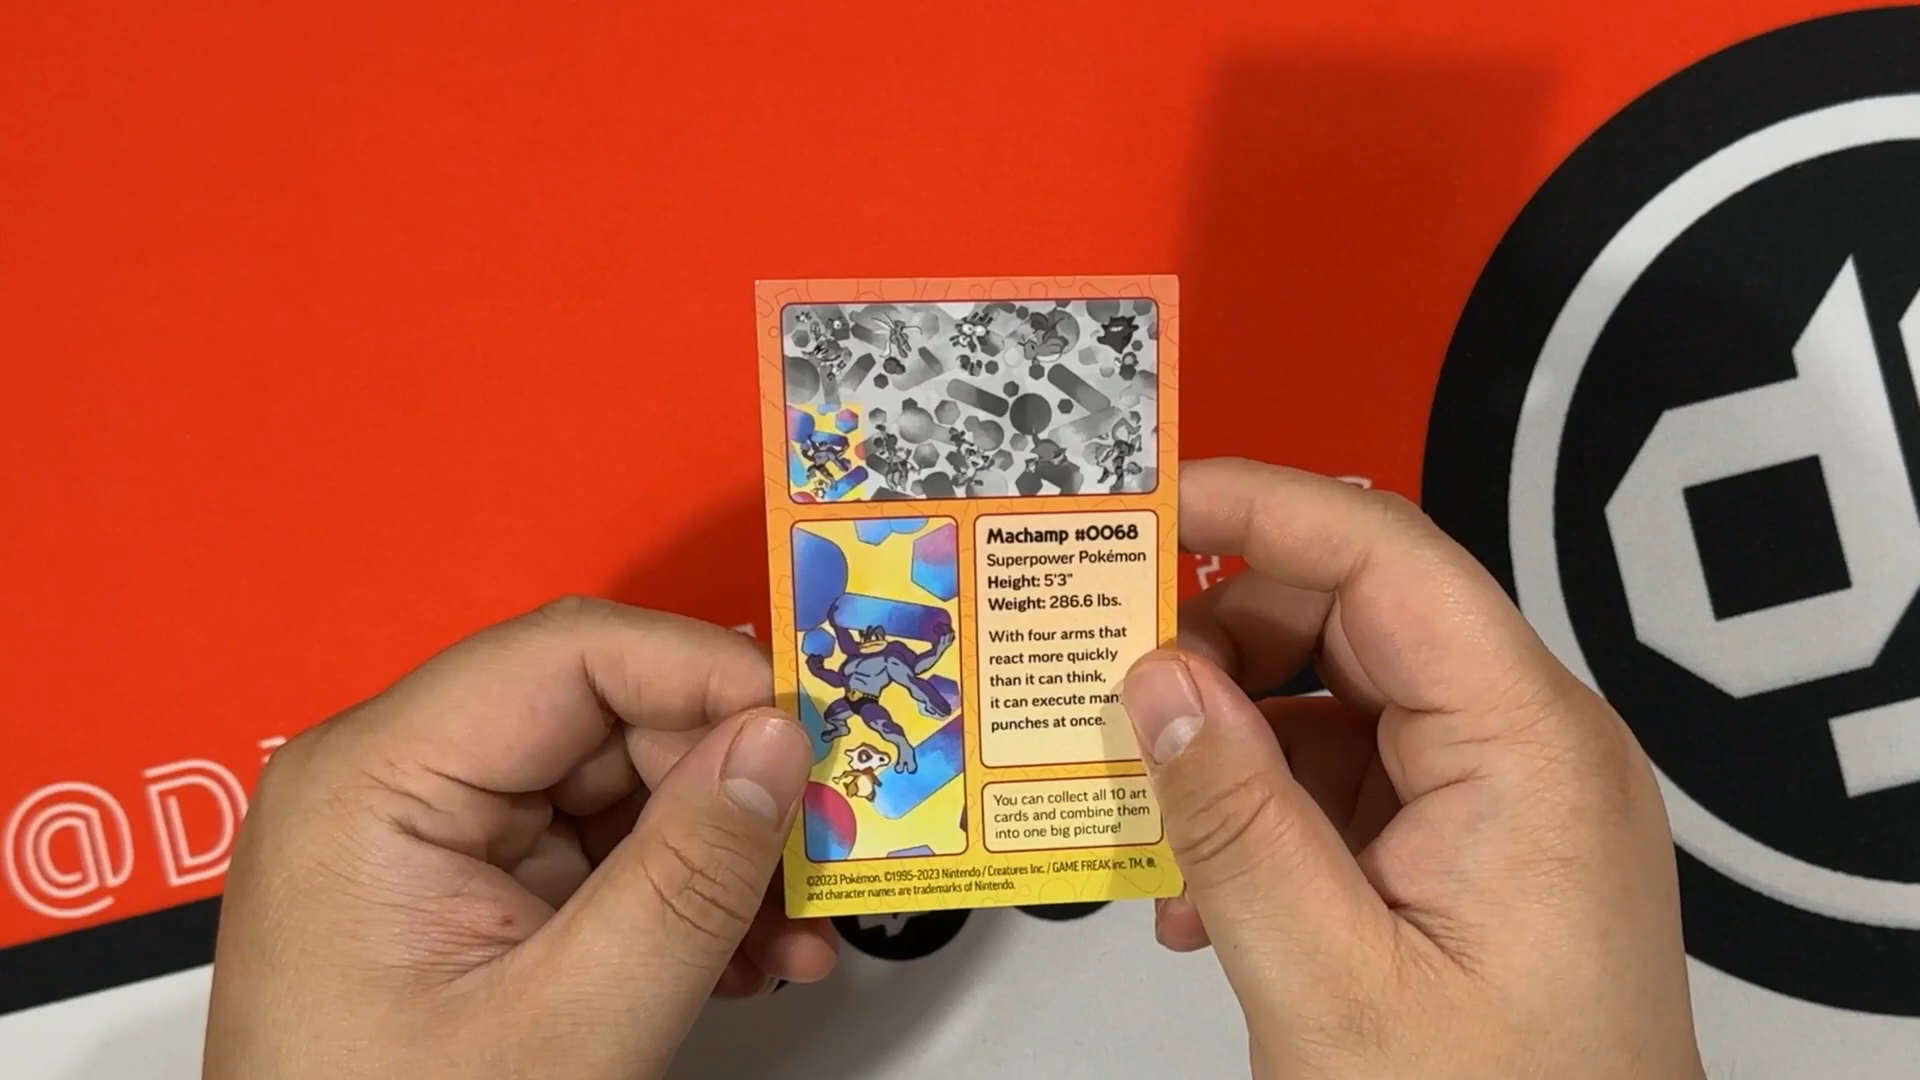 Machamp #0068
Superpower Pokémon
Height: 5'3"
Weight: 286.6 lbs.
With four arms that
react more quickly
than it can think,
it can execute
punches at once.
You can collect all 10 art
cards and combine them
into one big picture!
©2023 Pokémon. ©1995-2023 Nintendo / Creatures Inc. / GAME FREAK inc. TM, ®,
and character names are trademarks of Nintendo.
@D